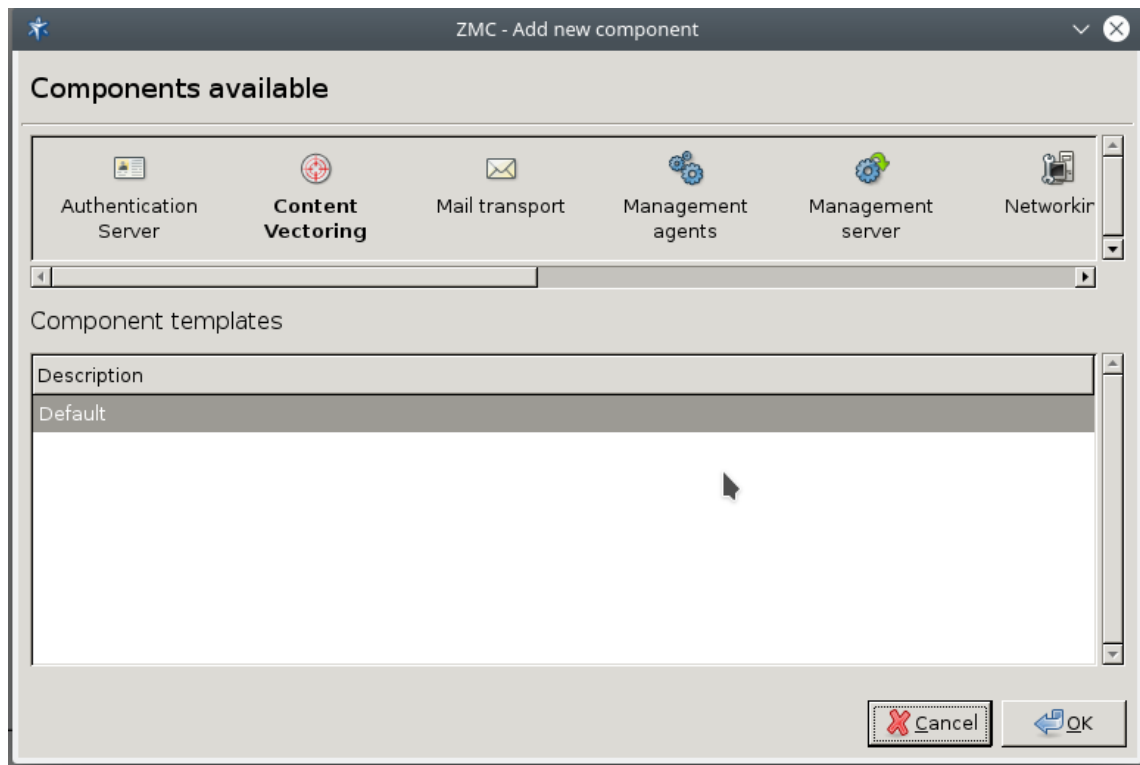 ZMC - Add new component
Components available
Authentication Server
Content Vectoring
Mail transport
Management agents
Management server
Networkin
Component templates
Description
Default
Cancel
OK